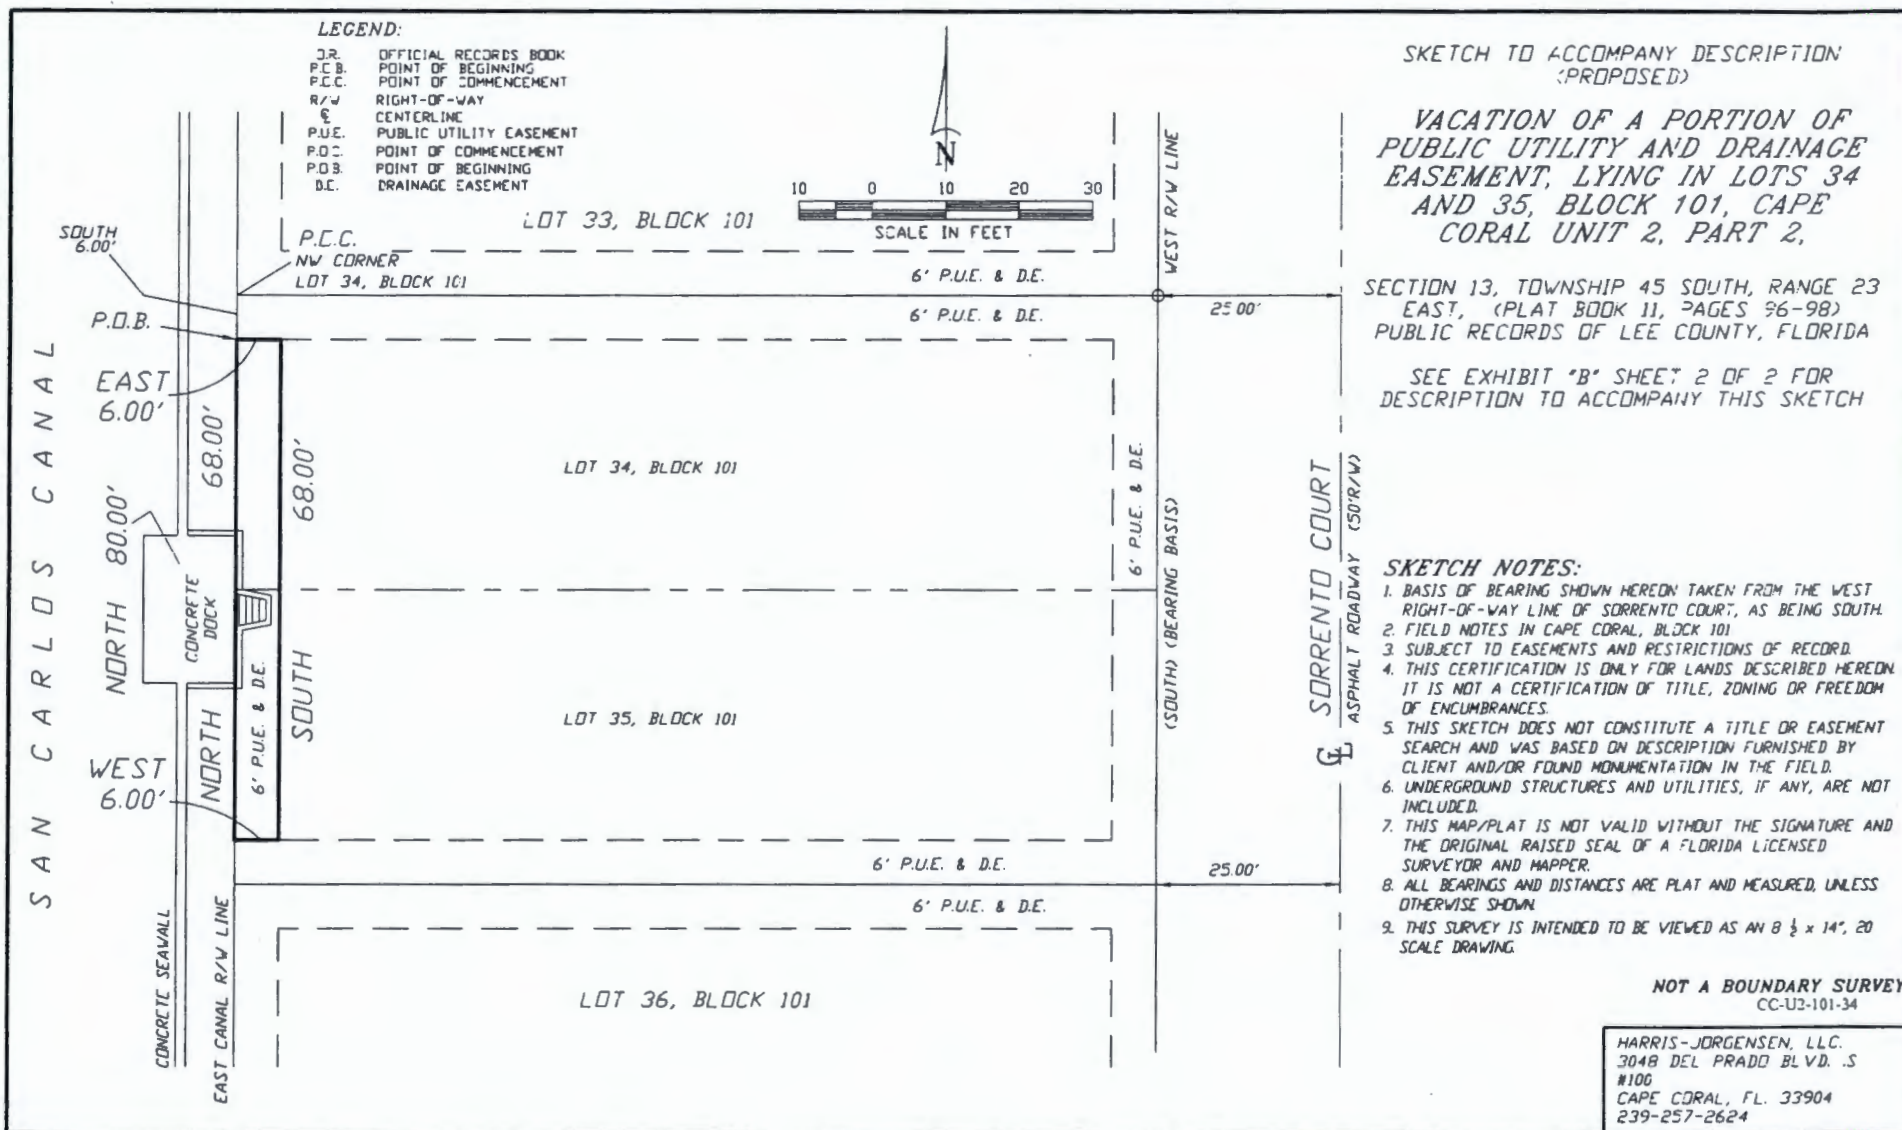 LEGEND:
O.R. OFFICIAL RECORDS BOOK
P.C.B. POINT OF BEGINNING
P.C.C. POINT OF COMMENCEMENT
R/W RIGHT-OF-WAY
℄ CENTERLINE
P.U.E. PUBLIC UTILITY EASEMENT
P.O.C. POINT OF COMMENCEMENT
P.O.B. POINT OF BEGINNING
D.E. DRAINAGE EASEMENT
N
10 0 10 20 30
SCALE IN FEET
LOT 33, BLOCK 101
SOUTH
6.00'
P.C.C.
NW CORNER
LOT 34, BLOCK 101
6' P.U.E. & D.E.
6' P.U.E. & D.E.
WEST R/W LINE
25.00'
P.O.B.
EAST
6.00'
68.00'
68.00'
SAN CARLOS CANAL
LOT 34, BLOCK 101
6' P.U.E. & D.E.
NORTH 80.00'
CONCRETE
DOCK
NORTH
6' P.U.E. & D.E.
SOUTH
LOT 35, BLOCK 101
(SOUTH) (BEARING BASIS)
SORRENTO COURT
ASPHALT ROADWAY (50'R/W)
℄
WEST
6.00'
6' P.U.E. & D.E.
25.00'
6' P.U.E. & D.E.
CONCRETE SEAWALL
EAST CANAL R/W LINE
LOT 36, BLOCK 101
SKETCH TO ACCOMPANY DESCRIPTION
(PROPOSED)
VACATION OF A PORTION OF
PUBLIC UTILITY AND DRAINAGE
EASEMENT, LYING IN LOTS 34
AND 35, BLOCK 101, CAPE
CORAL UNIT 2, PART 2,
SECTION 13, TOWNSHIP 45 SOUTH, RANGE 23
EAST, (PLAT BOOK 11, PAGES 96-98)
PUBLIC RECORDS OF LEE COUNTY, FLORIDA
SEE EXHIBIT "B" SHEET 2 OF 2 FOR
DESCRIPTION TO ACCOMPANY THIS SKETCH
SKETCH NOTES:
1. BASIS OF BEARING SHOWN HEREON TAKEN FROM THE WEST
RIGHT-OF-WAY LINE OF SORRENTO COURT, AS BEING SOUTH.
2. FIELD NOTES IN CAPE CORAL, BLOCK 101
3. SUBJECT TO EASEMENTS AND RESTRICTIONS OF RECORD.
4. THIS CERTIFICATION IS ONLY FOR LANDS DESCRIBED HEREON.
IT IS NOT A CERTIFICATION OF TITLE, ZONING OR FREEDOM
OF ENCUMBRANCES.
5. THIS SKETCH DOES NOT CONSTITUTE A TITLE OR EASEMENT
SEARCH AND WAS BASED ON DESCRIPTION FURNISHED BY
CLIENT AND/OR FOUND MONUMENTATION IN THE FIELD.
6. UNDERGROUND STRUCTURES AND UTILITIES, IF ANY, ARE NOT
INCLUDED.
7. THIS MAP/PLAT IS NOT VALID WITHOUT THE SIGNATURE AND
THE ORIGINAL RAISED SEAL OF A FLORIDA LICENSED
SURVEYOR AND MAPPER.
8. ALL BEARINGS AND DISTANCES ARE PLAT AND MEASURED, UNLESS
OTHERWISE SHOWN
9. THIS SURVEY IS INTENDED TO BE VIEWED AS AN 8 ½ x 14", 20
SCALE DRAWING.
NOT A BOUNDARY SURVEY
CC-U2-101-34
HARRIS-JORGENSEN, LLC.
3048 DEL PRADO BLVD. .S
#100
CAPE CORAL, FL. 33904
239-257-2624